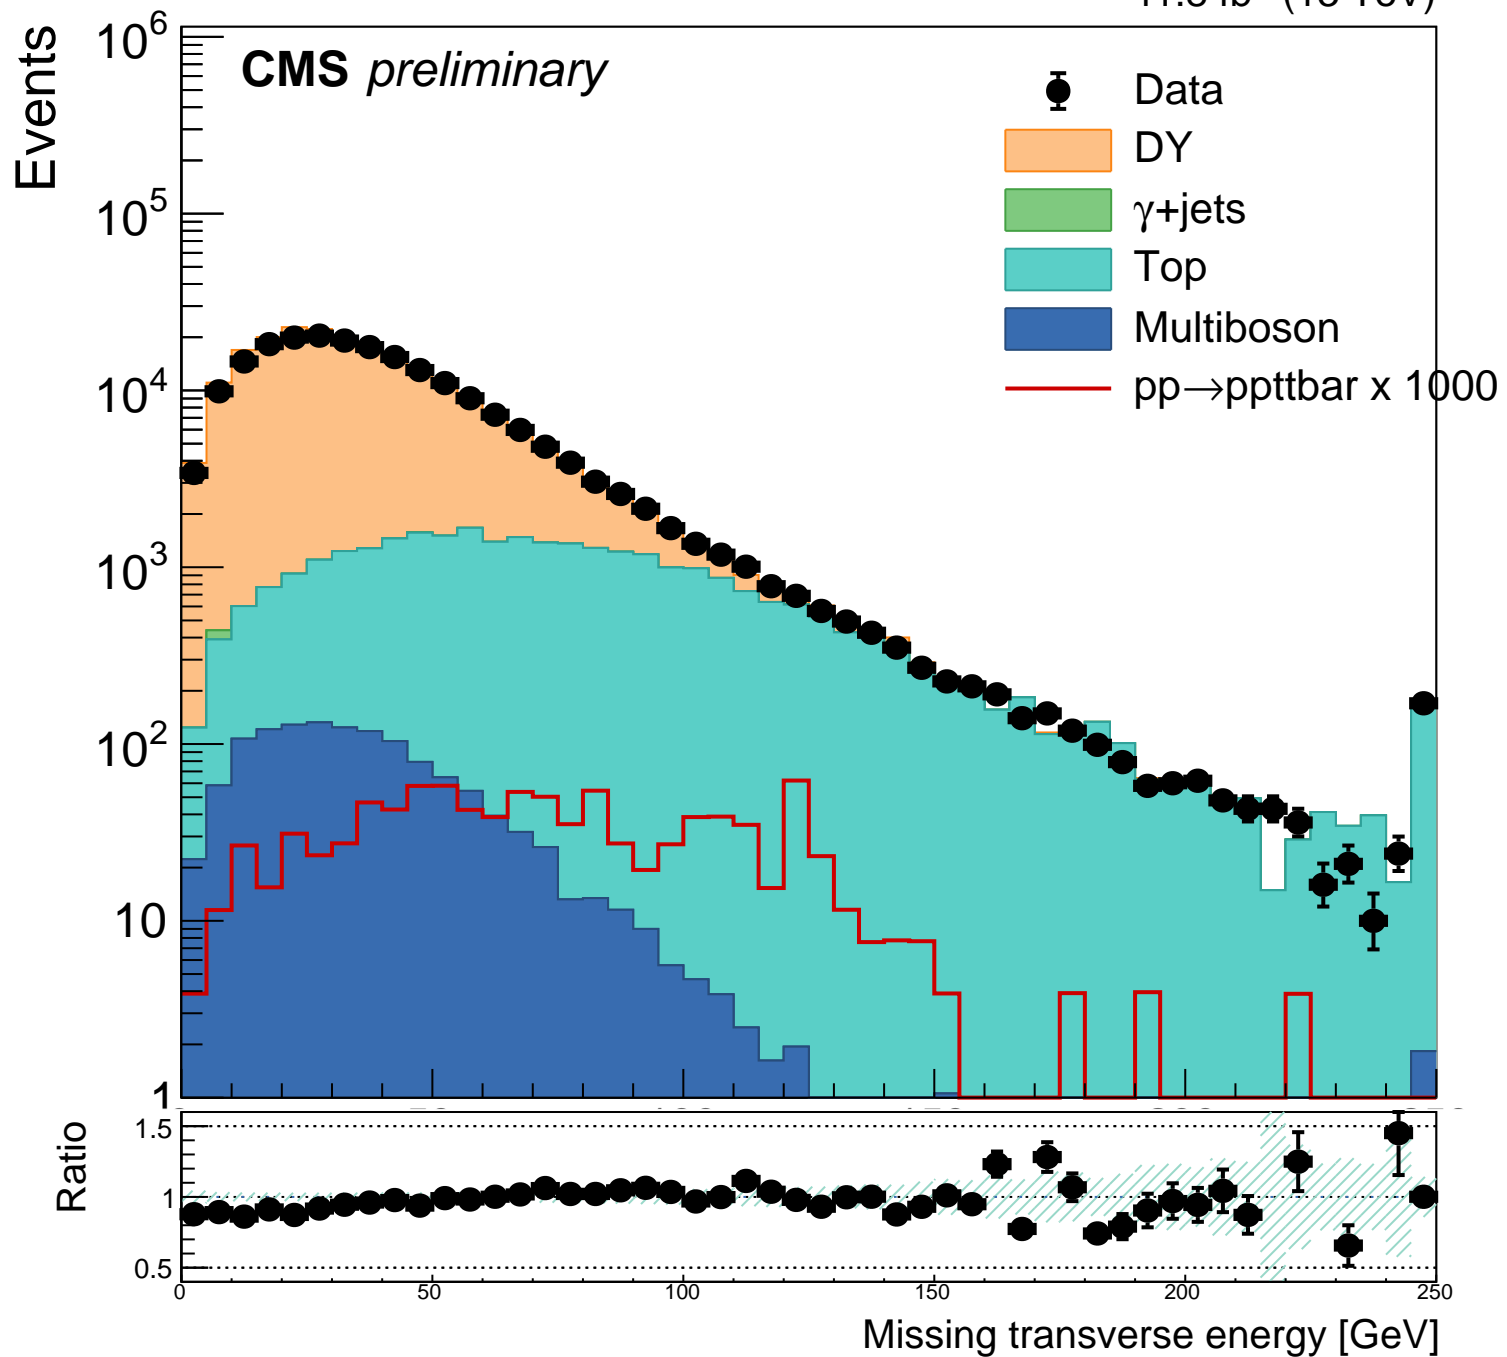 (13 TeV)
CMS preliminary
Events
10^6
10^5
10^4
10^3
10^2
10
1
Data
DY
γ+jets
Top
Multiboson
pp→ppttbar x 1000
Ratio
1.5
1
0.5
0 50 100 150 200 250
Missing transverse energy [GeV]